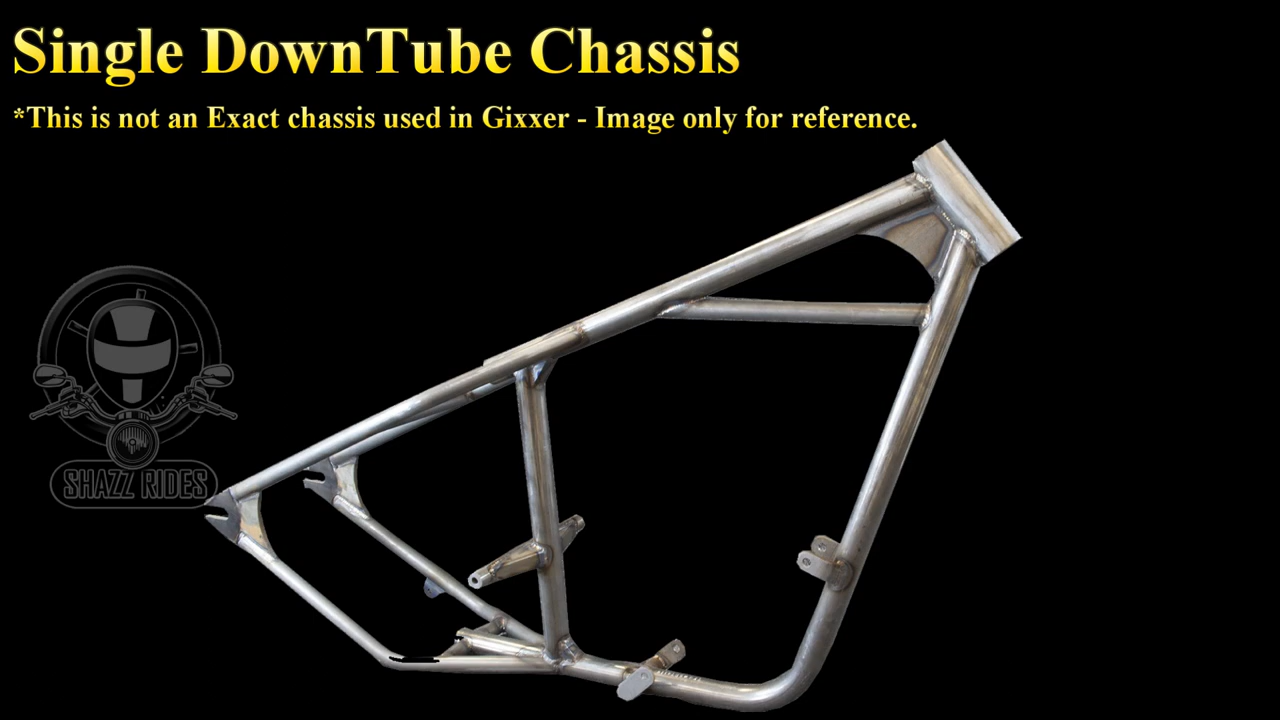 Single DownTube Chassis
*This is not an Exact chassis used in Gixxer - Image only for reference.
SHAZZ RIDES